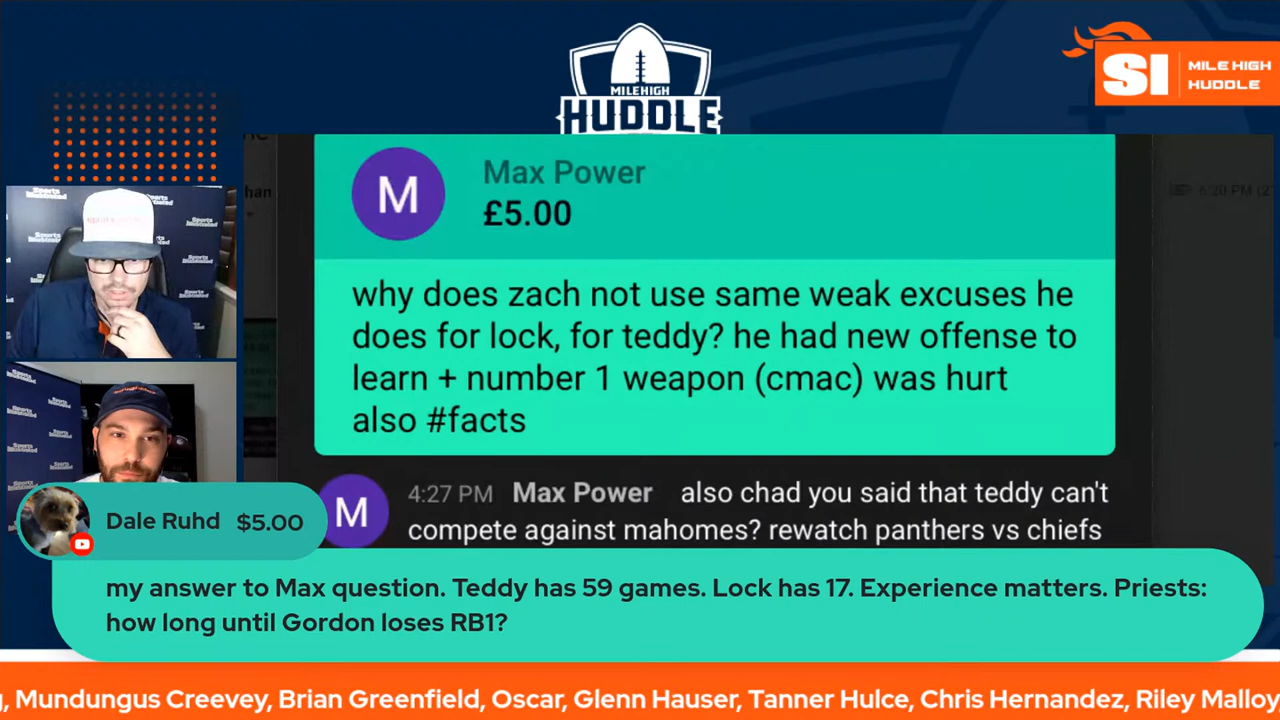 MILE HIGH
HUDDLE
SI
MILE HIGH
HUDDLE
Max Power
M
£5.00
why does zach not use same weak excuses he
does for lock, for teddy? he had new offense to
learn + number 1 weapon (cmac) was hurt
also #facts
M
4:27 PM Max Power also chad you said that teddy can't
compete against mahomes? rewatch panthers vs chiefs
Dale Ruhd $5.00
my answer to Max question. Teddy has 59 games. Lock has 17. Experience matters. Priests:
how long until Gordon loses RB1?
Mundungus Creevey, Brian Greenfield, Oscar, Glenn Hauser, Tanner Hulce, Chris Hernandez, Riley Malloy,
Sports
Illustrated